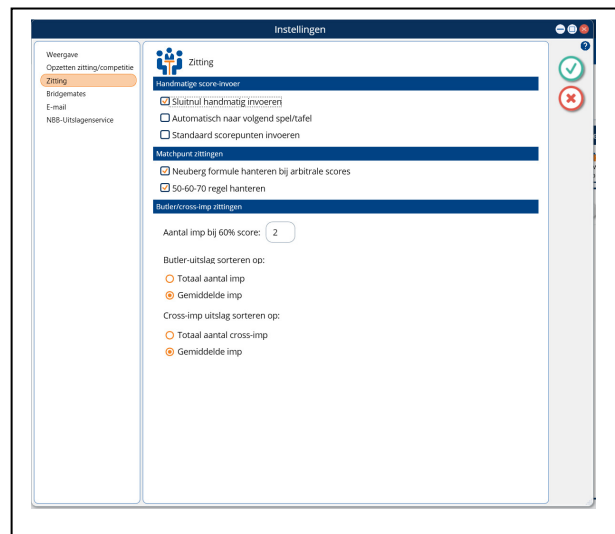 Instellingen
Weergave
Opzetten zitting/competitie
Zitting
Bridgemates
E-mail
NBB-Uitslagenservice
Zitting
Handmatige score-invoer
Sluitnul handmatig invoeren
Automatisch naar volgend spel/tafel
Standaard scorepunten invoeren
Matchpunt zittingen
Neuberg formule hanteren bij arbitrale scores
50-60-70 regel hanteren
Butler/cross-imp zittingen
Aantal imp bij 60% score: 2
Butler-uitslag sorteren op:
Totaal aantal imp
Gemiddelde imp
Cross-imp uitslag sorteren op:
Totaal aantal cross-imp
Gemiddelde imp
?